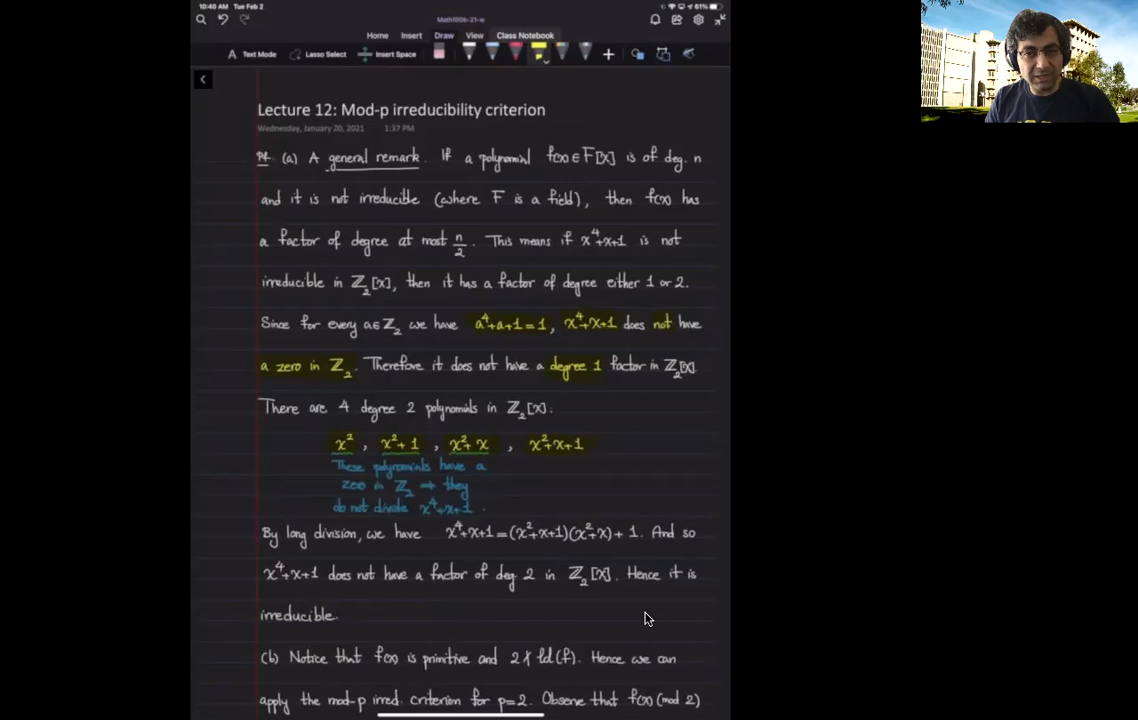 10:40 AM Tue Feb 2
61%
Math100b-21-w
Home Insert Draw View Class Notebook
Text Mode Lasso Select Insert Space
Lecture 12: Mod-p irreducibility criterion
Wednesday, January 20, 2021 1:37 PM
Pf (a) A general remark. If a polynomial f(x) ∈ F[x] is of deg. n
and it is not irreducible (where F is a field), then f(x) has
a factor of degree at most n/2. This means if x⁴+x+1 is not
irreducible in ℤ₂[x], then it has a factor of degree either 1 or 2.
Since for every a∈ℤ₂ we have a⁴+a+1=1, x⁴+x+1 does not have
a zero in ℤ₂. Therefore it does not have a degree 1 factor in ℤ₂[x].
There are 4 degree 2 polynomials in ℤ₂[x]:
x², x²+1, x²+x, x²+x+1
These polynomials have a
zero in ℤ₂ ⇒ they
do not divide x⁴+x+1.
By long division, we have x⁴+x+1=(x²+x+1)(x²+x)+1. And so
x⁴+x+1 does not have a factor of deg 2 in ℤ₂[x]. Hence it is
irreducible.
(b) Notice that f(x) is primitive and 2∤ld(f). Hence we can
apply the mod-p irred. criterion for p=2. Observe that f(x) (mod 2)